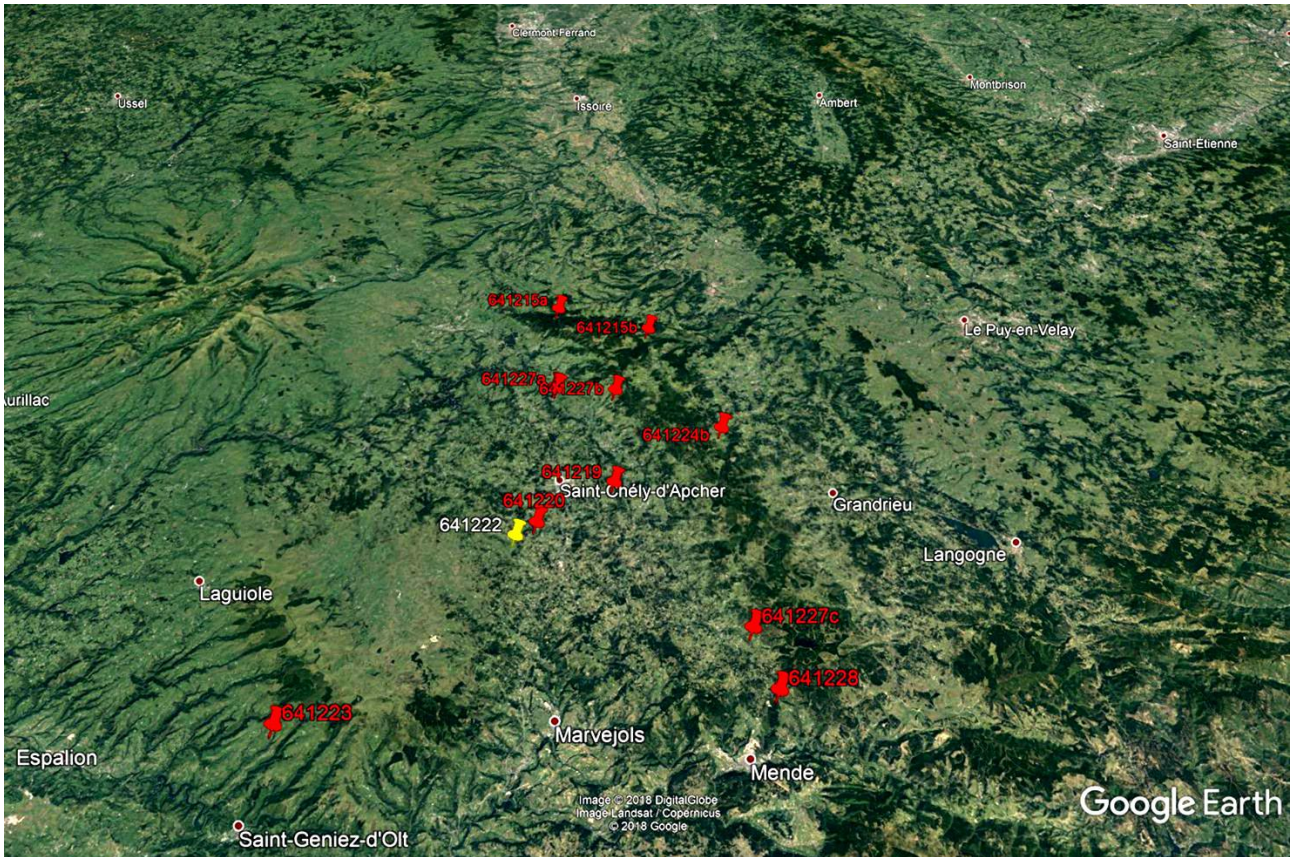 Clermont-Ferrand
Ussel
Issoire
Ambert
Montbrison
Saint-Etienne
641215a
641215b
Le Puy-en-Velay
641227a
641227b
Aurillac
641224b
641219
Saint-Chély-d'Apcher
641220
641222
Grandrieu
Langogne
Laguiole
641227c
641228
641223
Marvejols
Espalion
Mende
Saint-Geniez-d'Olt
Image © 2018 DigitalGlobe
Image Landsat / Copernicus
© 2018 Google
Google Earth